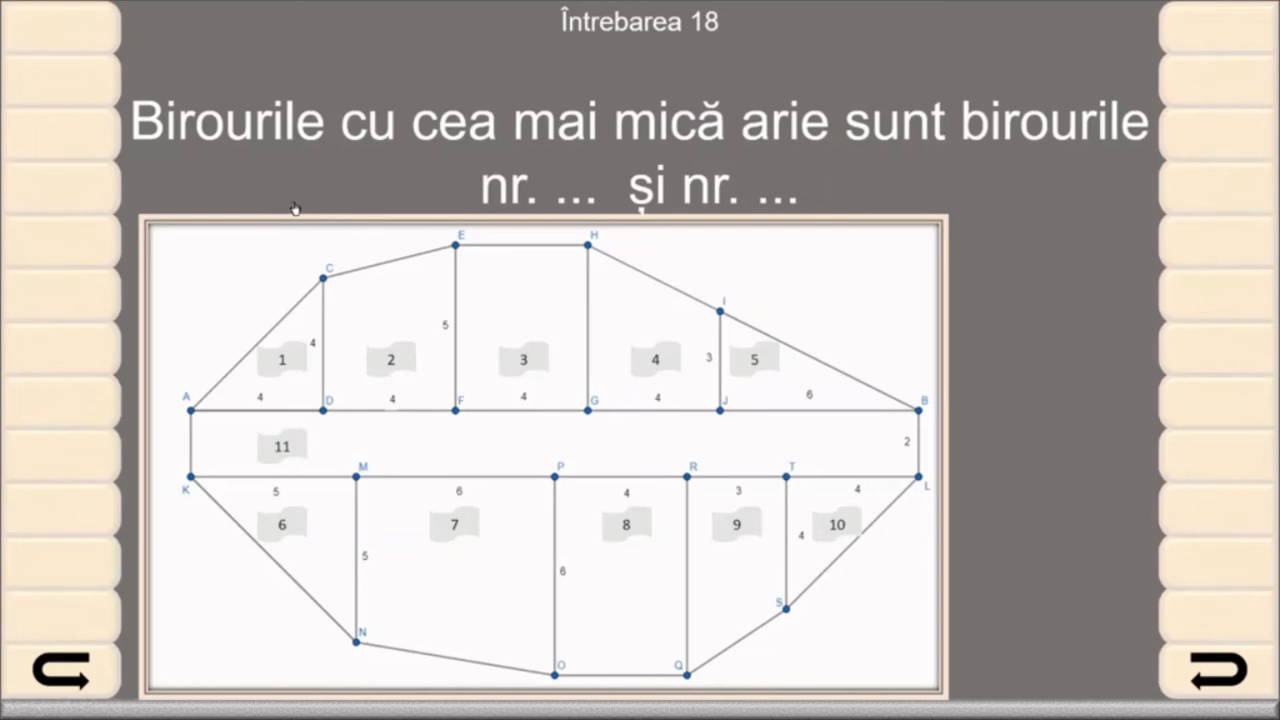 Întrebarea 18
Birourile cu cea mai mică arie sunt birourile
nr. ... și nr. ...
E H
C
I
5
4 3
1 2 3 4 5
A 4 D 4 F 4 G 4 J 6 B
11 2
M P R T
K 5 6 4 3 4 L
6 7 8 9 10
4
5
6
S
N
O Q